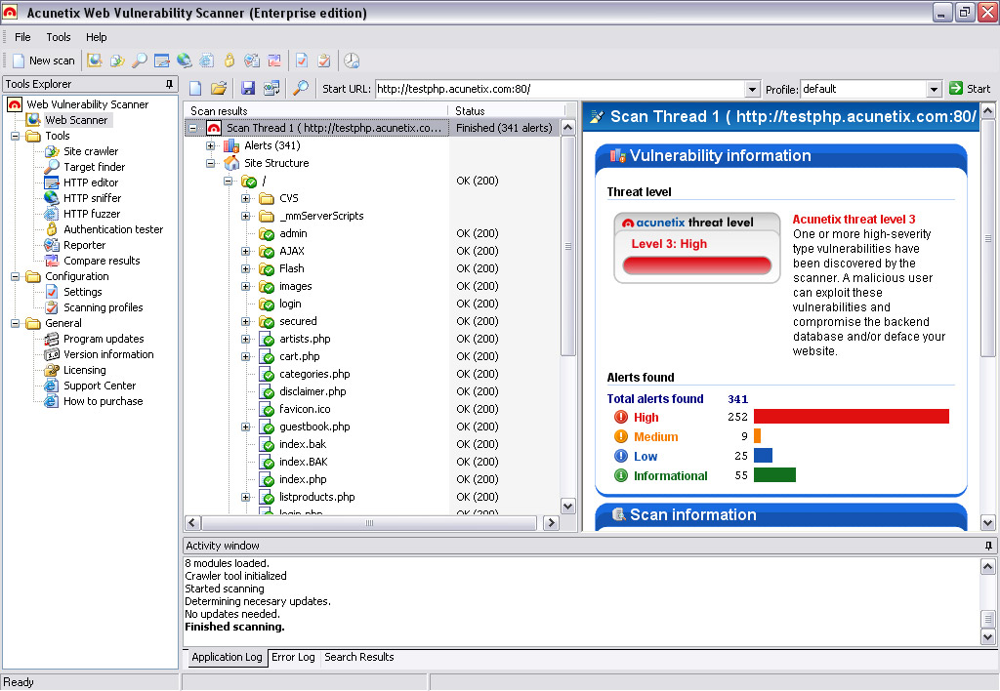 Acunetix Web Vulnerability Scanner (Enterprise edition)
File Tools Help
New scan
Tools Explorer
Web Vulnerability Scanner
Web Scanner
Tools
Site crawler
Target finder
HTTP editor
HTTP sniffer
HTTP fuzzer
Authentication tester
Reporter
Compare results
Configuration
Settings
Scanning profiles
General
Program updates
Version information
Licensing
Support Center
How to purchase
Start URL: http://testphp.acunetix.com:80/ Profile: default Start
Scan results Status
Scan Thread 1 ( http://testphp.acunetix.co... Finished (341 alerts)
Alerts (341)
Site Structure
/ OK (200)
CVS
_mmServerScripts
admin OK (200)
AJAX OK (200)
Flash OK (200)
images OK (200)
login OK (200)
secured OK (200)
artists.php OK (200)
cart.php OK (200)
categories.php OK (200)
disclaimer.php OK (200)
favicon.ico OK (200)
guestbook.php OK (200)
index.bak OK (200)
index.BAK OK (200)
index.php OK (200)
listproducts.php OK (200)
login.php OK (200)
Scan Thread 1 ( http://testphp.acunetix.com:80/
Vulnerability information
Threat level
acunetix threat level
Level 3: High
Acunetix threat level 3
One or more high-severity
type vulnerabilities have
been discovered by the
scanner. A malicious user
can exploit these
vulnerabilities and
compromise the backend
database and/or deface your
website.
Alerts found
Total alerts found 341
High 252
Medium 9
Low 25
Informational 55
Scan information
Activity window
8 modules loaded.
Crawler tool initialized
Started scanning
Determining necesary updates.
No updates needed.
Finished scanning.
Application Log Error Log Search Results
Ready